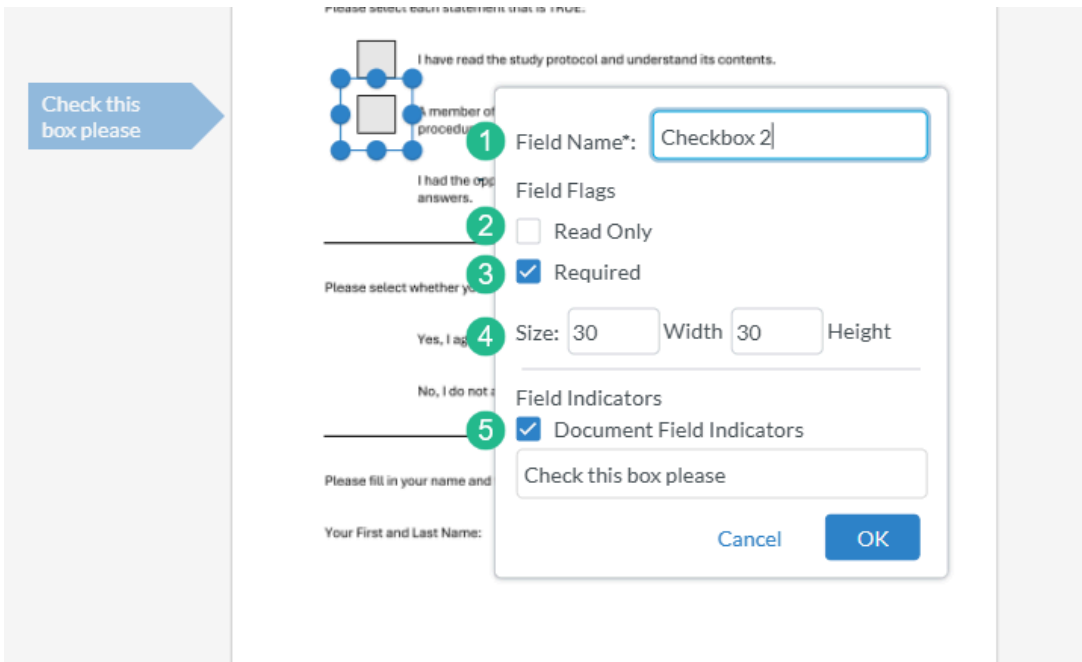 Please select each statement that is TRUE.
I have read the study protocol and understand its contents.
Check this
box please
A member of
procedu
1 Field Name*: Checkbox 2
I had the opp
answers.
Field Flags
2 Read Only
3 Required
Please select whether yo
4 Size: 30 Width 30 Height
Yes, I ag
No, I do not a
Field Indicators
5 Document Field Indicators
Check this box please
Please fill in your name and
Your First and Last Name:
Cancel OK